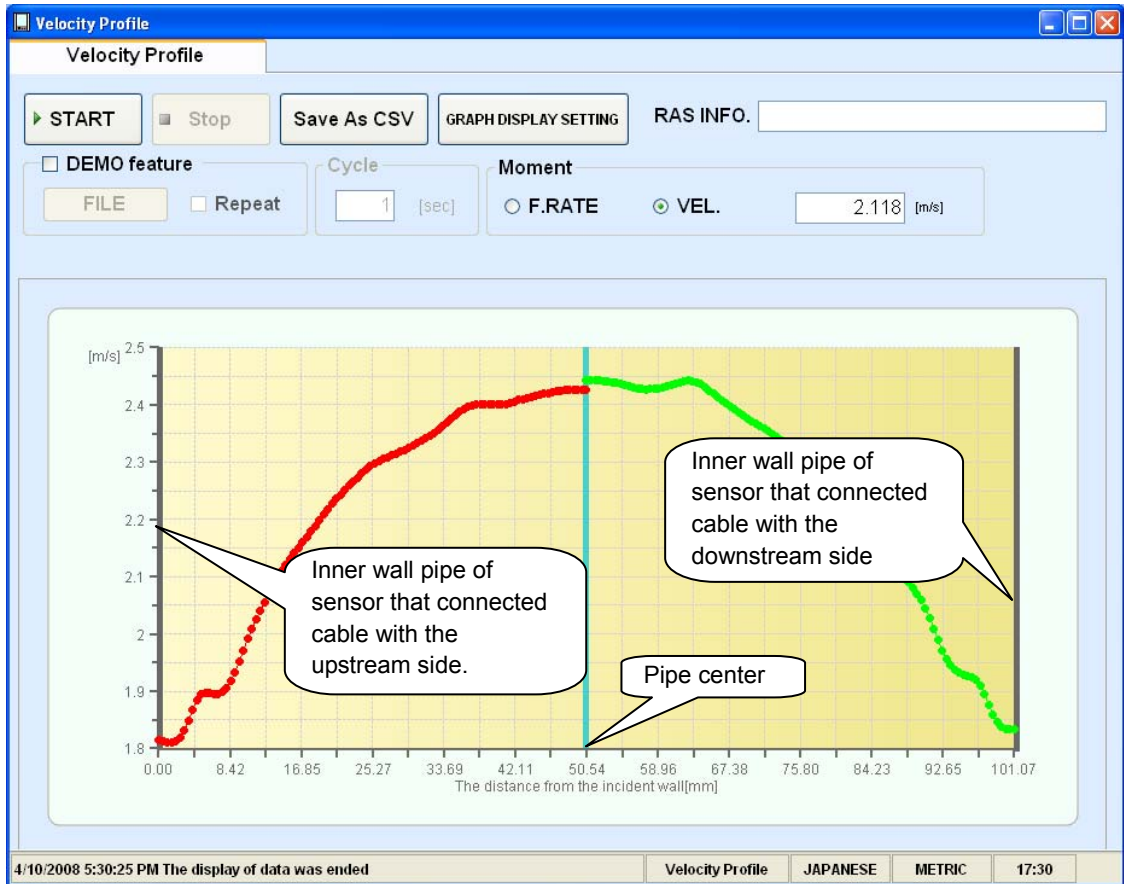 Velocity Profile
Velocity Profile
START
Stop
Save As CSV
GRAPH DISPLAY SETTING
RAS INFO.
DEMO feature
FILE
Repeat
Cycle
1 [sec]
Moment
F.RATE
VEL.
2.118 [m/s]
[m/s]
2.5
2.4
2.3
2.2
2.1
2
1.9
1.8
Inner wall pipe of
sensor that connected
cable with the
upstream side.
Inner wall pipe of
sensor that connected
cable with the
downstream side
Pipe center
0.00 8.42 16.85 25.27 33.69 42.11 50.54 58.96 67.38 75.80 84.23 92.65 101.07
The distance from the incident wall[mm]
4/10/2008 5:30:25 PM The display of data was ended Velocity Profile JAPANESE METRIC 17:30